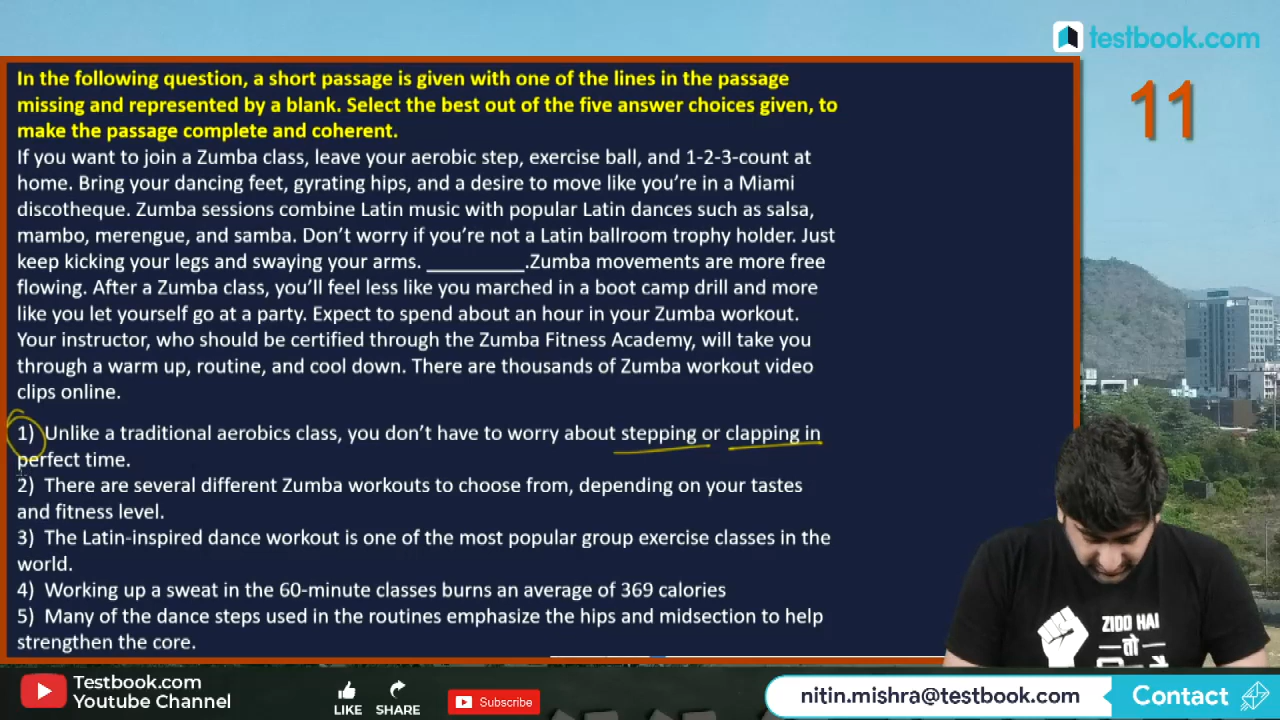 testbook.com
11
In the following question, a short passage is given with one of the lines in the passage
missing and represented by a blank. Select the best out of the five answer choices given, to
make the passage complete and coherent.
If you want to join a Zumba class, leave your aerobic step, exercise ball, and 1-2-3-count at
home. Bring your dancing feet, gyrating hips, and a desire to move like you’re in a Miami
discotheque. Zumba sessions combine Latin music with popular Latin dances such as salsa,
mambo, merengue, and samba. Don’t worry if you’re not a Latin ballroom trophy holder. Just
keep kicking your legs and swaying your arms. __________.Zumba movements are more free
flowing. After a Zumba class, you’ll feel less like you marched in a boot camp drill and more
like you let yourself go at a party. Expect to spend about an hour in your Zumba workout.
Your instructor, who should be certified through the Zumba Fitness Academy, will take you
through a warm up, routine, and cool down. There are thousands of Zumba workout video
clips online.
1) Unlike a traditional aerobics class, you don’t have to worry about stepping or clapping in
perfect time.
2) There are several different Zumba workouts to choose from, depending on your tastes
and fitness level.
3) The Latin-inspired dance workout is one of the most popular group exercise classes in the
world.
4) Working up a sweat in the 60-minute classes burns an average of 369 calories
5) Many of the dance steps used in the routines emphasize the hips and midsection to help
strengthen the core.
ZIDD HAI
तो
Testbook.com
YouTube Channel
LIKE
SHARE
Subscribe
nitin.mishra@testbook.com
Contact